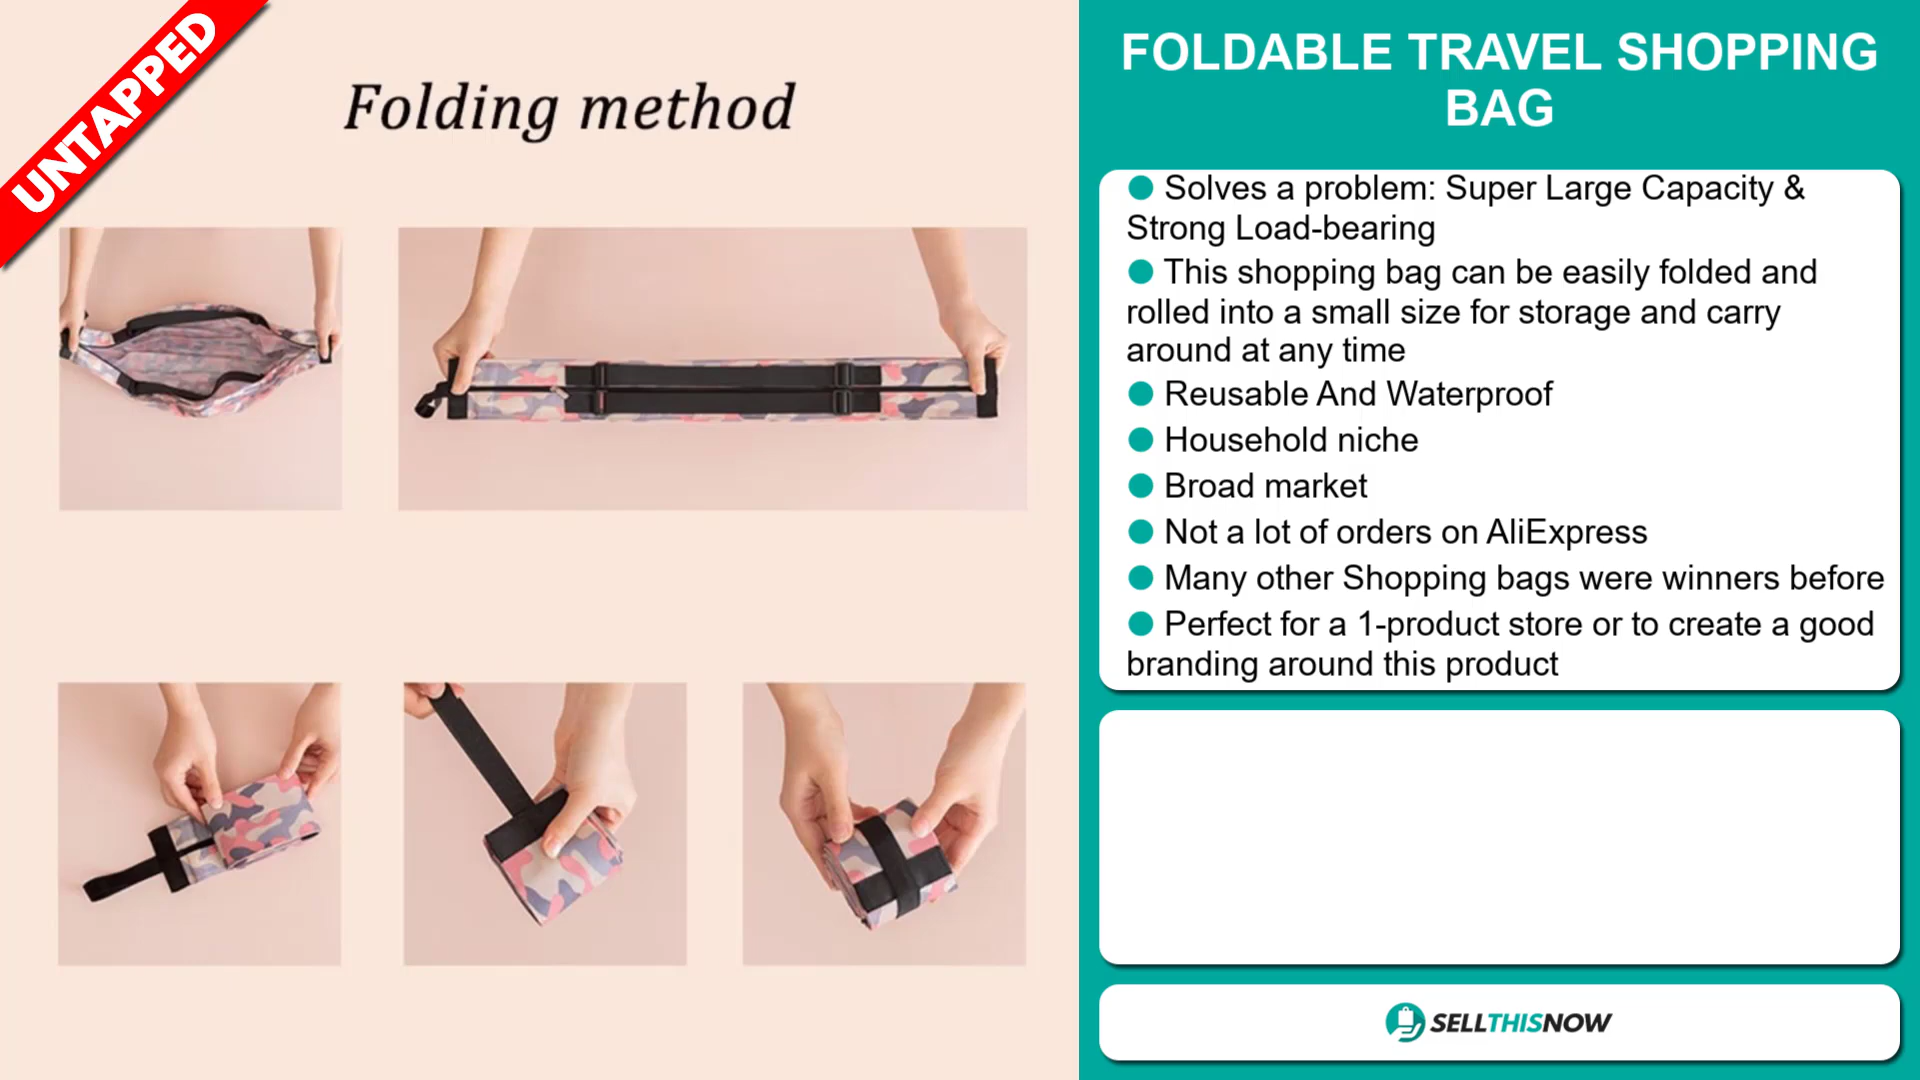 UNTAPPED
Folding method
FOLDABLE TRAVEL SHOPPING
BAG
● Solves a problem: Super Large Capacity &
Strong Load-bearing
● This shopping bag can be easily folded and
rolled into a small size for storage and carry
around at any time
● Reusable And Waterproof
● Household niche
● Broad market
● Not a lot of orders on AliExpress
● Many other Shopping bags were winners before
● Perfect for a 1-product store or to create a good
branding around this product
SELLTHISNOW